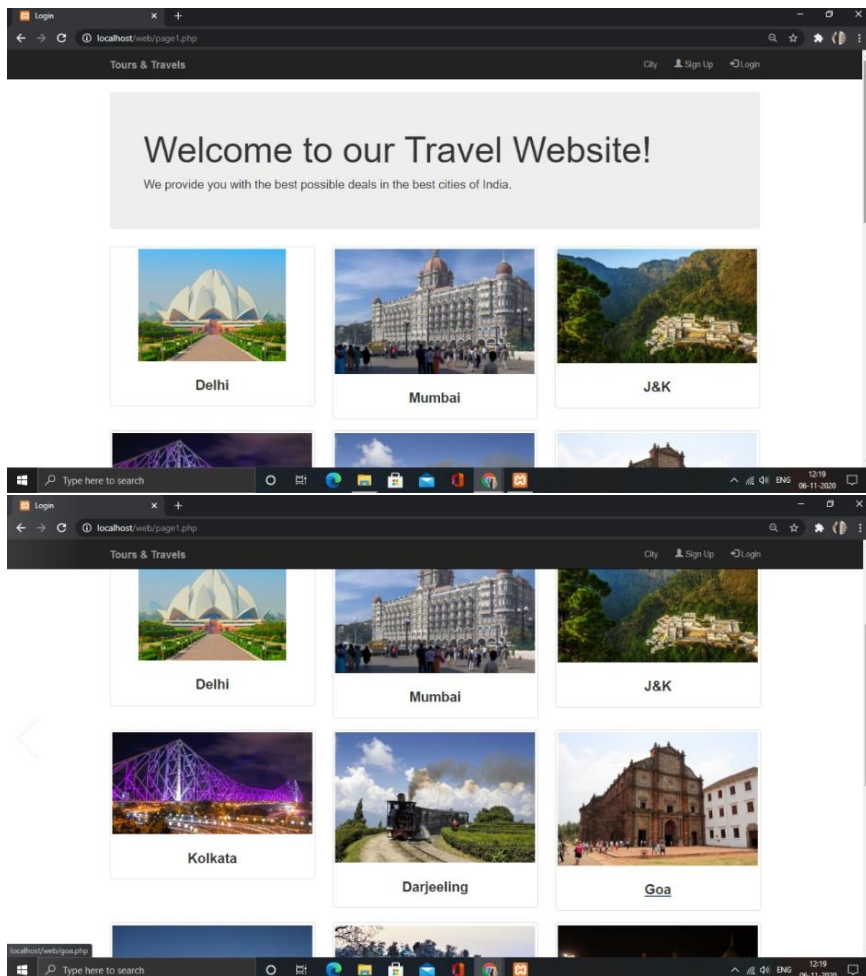 Login
localhost/web/page1.php
Tours & Travels
City
Sign Up
Login
Welcome to our Travel Website!
We provide you with the best possible deals in the best cities of India.
Delhi
Mumbai
J&K
Type here to search
ENG
12:19
06-11-2020
Login
localhost/web/page1.php
Tours & Travels
City
Sign Up
Login
Delhi
Mumbai
J&K
Kolkata
Darjeeling
Goa
localhost/web/goa.php
Type here to search
ENG
12:19
06-11-2020